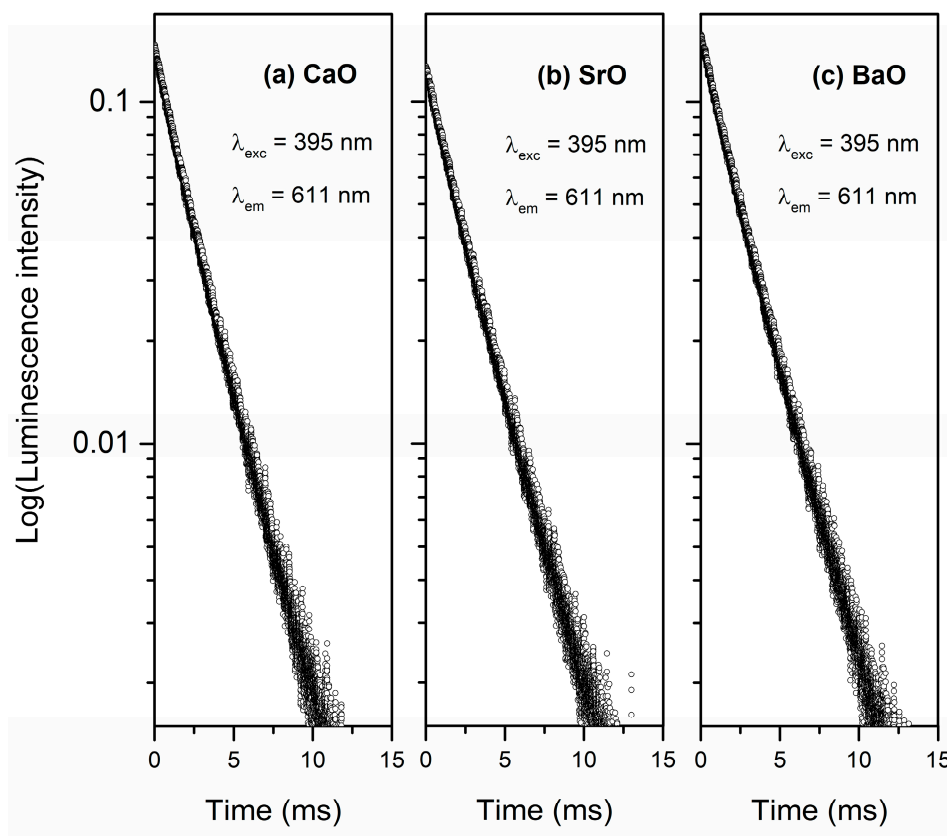 (a) CaO
λexc = 395 nm
λem = 611 nm
(b) SrO
λexc = 395 nm
λem = 611 nm
(c) BaO
λexc = 395 nm
λem = 611 nm
Log(Luminescence intensity)
0.1
0.01
0 5 10 15
0 5 10 15
0 5 10 15
Time (ms)
Time (ms)
Time (ms)